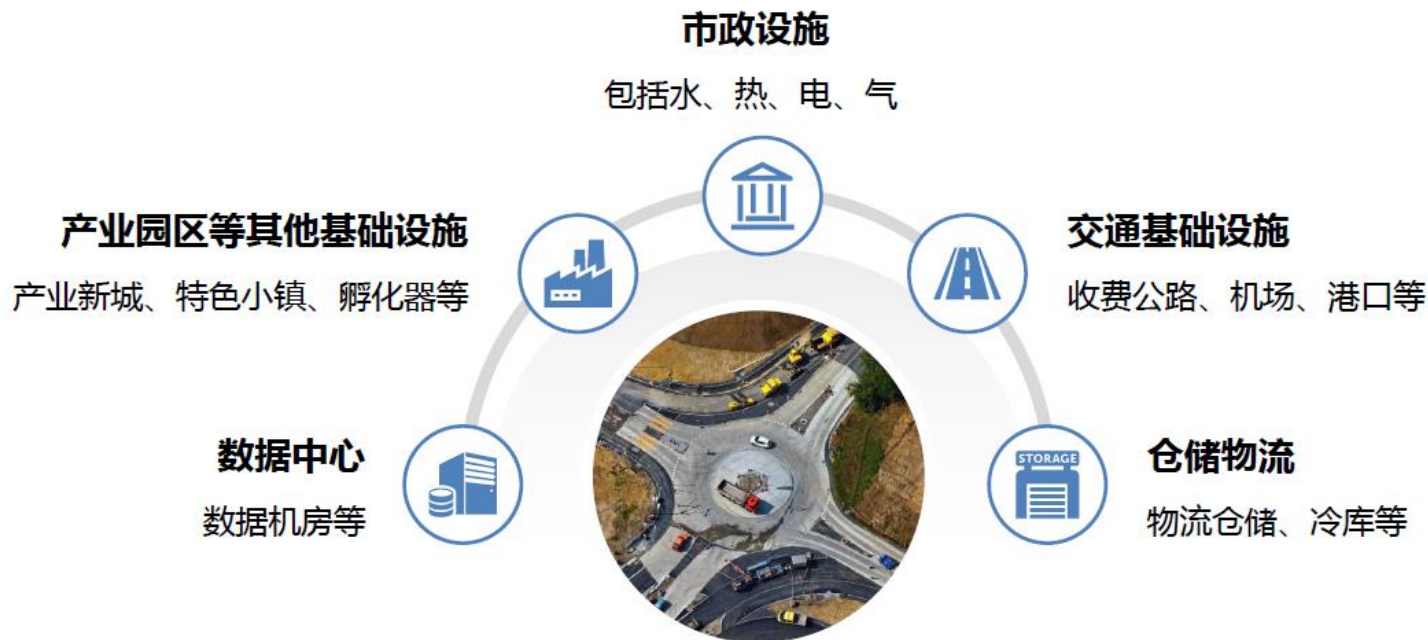 市政设施
包括水、热、电、气
产业园区等其他基础设施
产业新城、特色小镇、孵化器等
交通基础设施
收费公路、机场、港口等
数据中心
数据机房等
STORAGE
仓储物流
物流仓储、冷库等